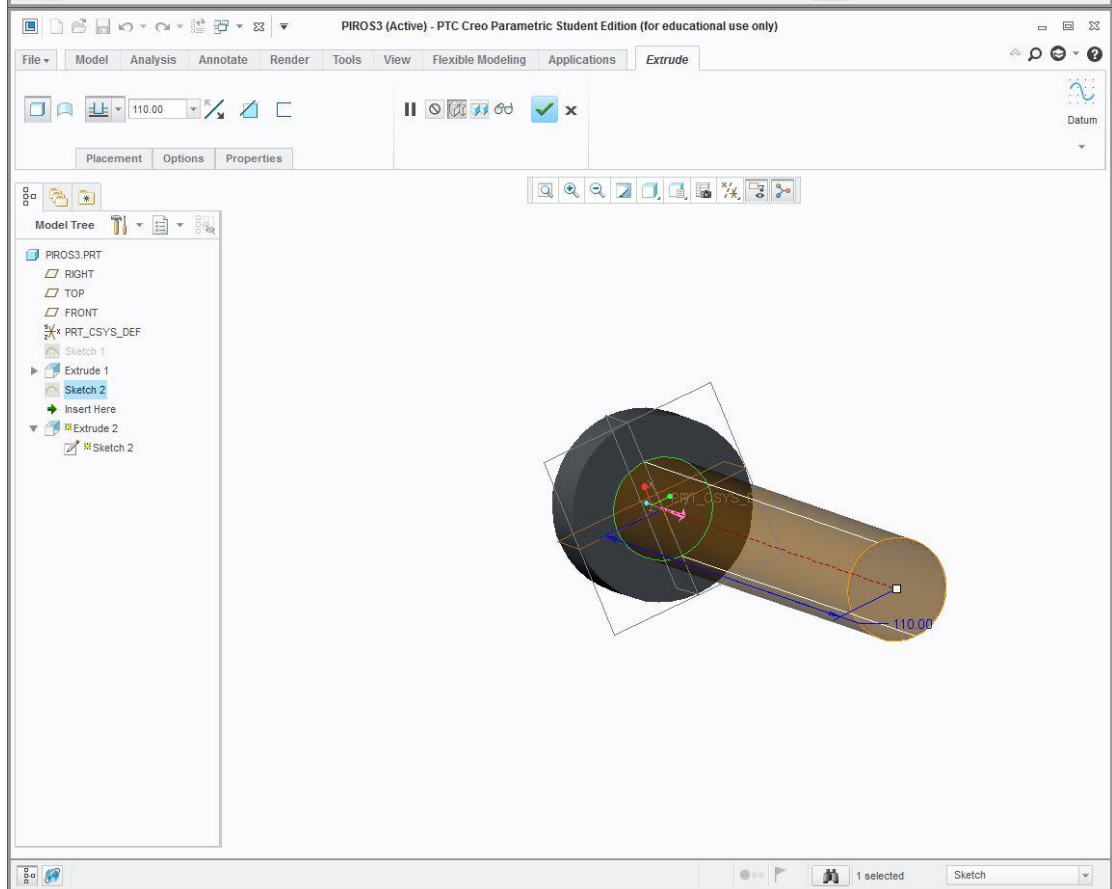 PIROS3 (Active) - PTC Creo Parametric Student Edition (for educational use only)
File Model Analysis Annotate Render Tools View Flexible Modeling Applications Extrude
110.00
Datum
Placement Options Properties
Model Tree
PIROS3.PRT
RIGHT
TOP
FRONT
PRT_CSYS_DEF
Sketch 1
Extrude 1
Sketch 2
Insert Here
Extrude 2
Sketch 2
110.00
1 selected Sketch